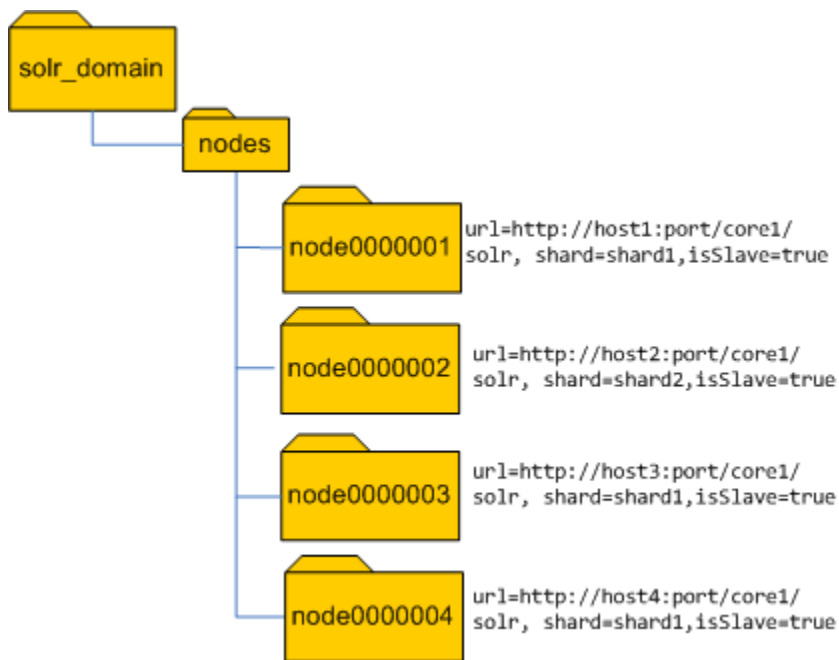 solr_domain
nodes
node0000001
url=http://host1:port/core1/
solr, shard=shard1,isSlave=true
node0000002
url=http://host2:port/core1/
solr, shard=shard2,isSlave=true
node0000003
url=http://host3:port/core1/
solr, shard=shard1,isSlave=true
node0000004
url=http://host4:port/core1/
solr, shard=shard1,isSlave=true